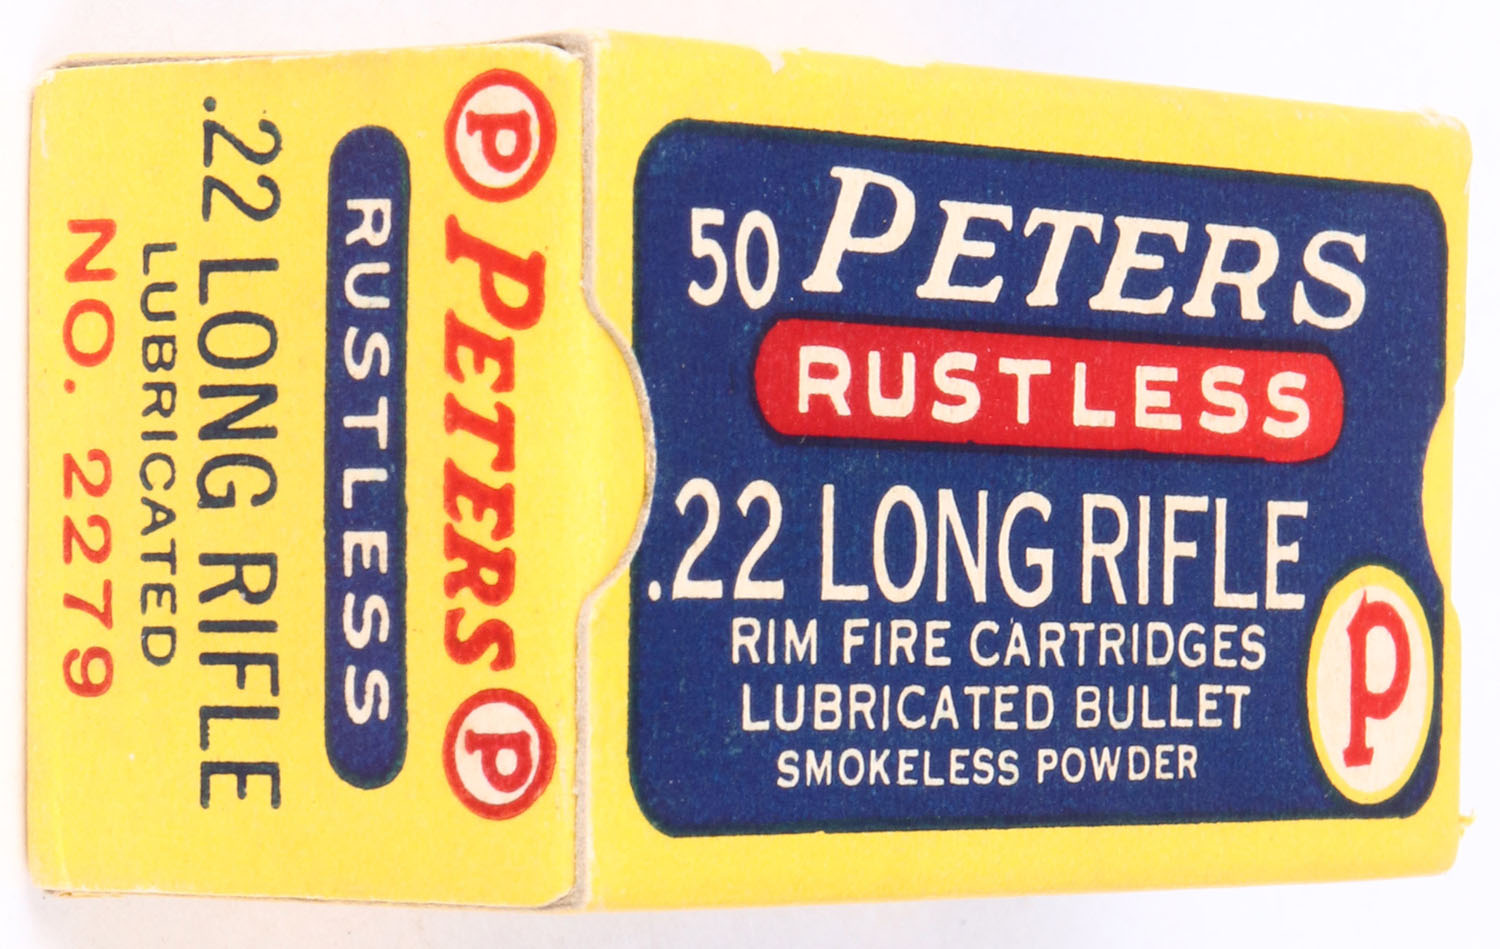 50 PETERS
RUSTLESS
.22 LONG RIFLE
RIM FIRE CARTRIDGES
LUBRICATED BULLET
SMOKELESS POWDER
P
P PETERS P
RUSTLESS
.22 LONG RIFLE
LUBRICATED
NO. 2279